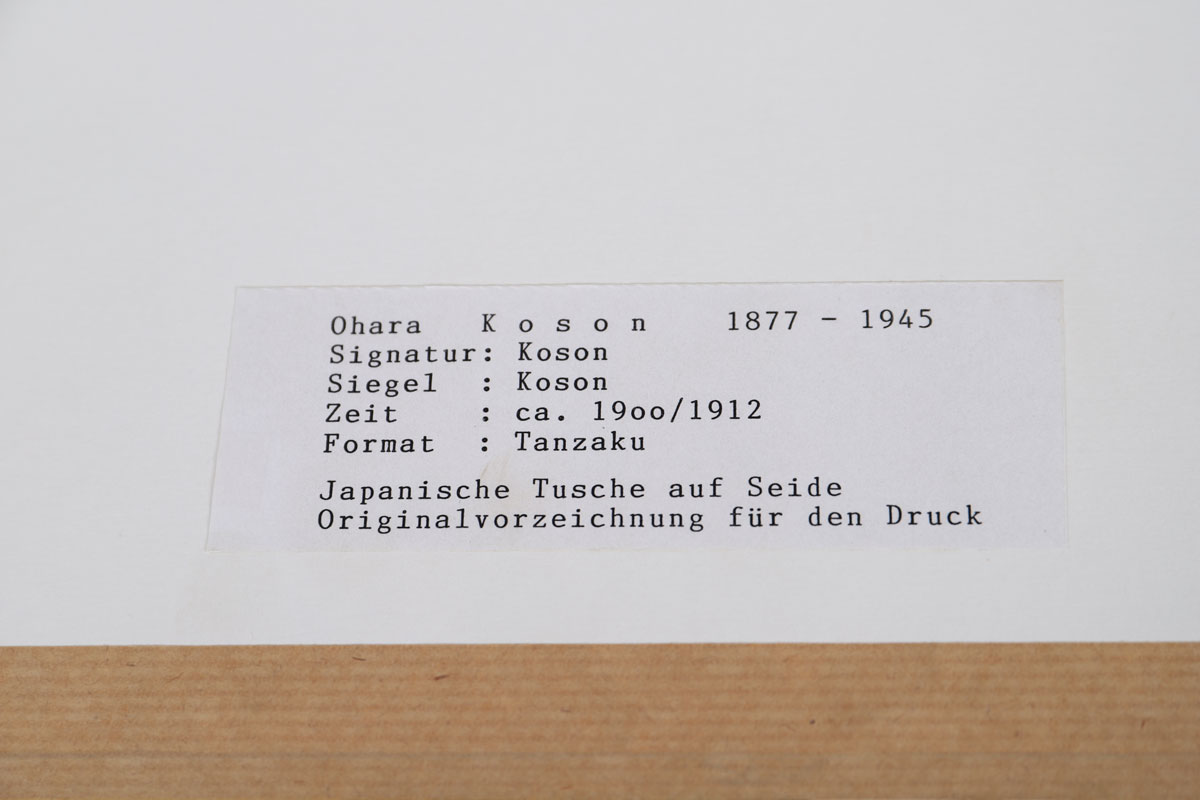 Ohara K o s o n 1877 - 1945
Signatur: Koson
Siegel : Koson
Zeit : ca. 19oo/1912
Format : Tanzaku
Japanische Tusche auf Seide
Originalvorzeichnung für den Druck